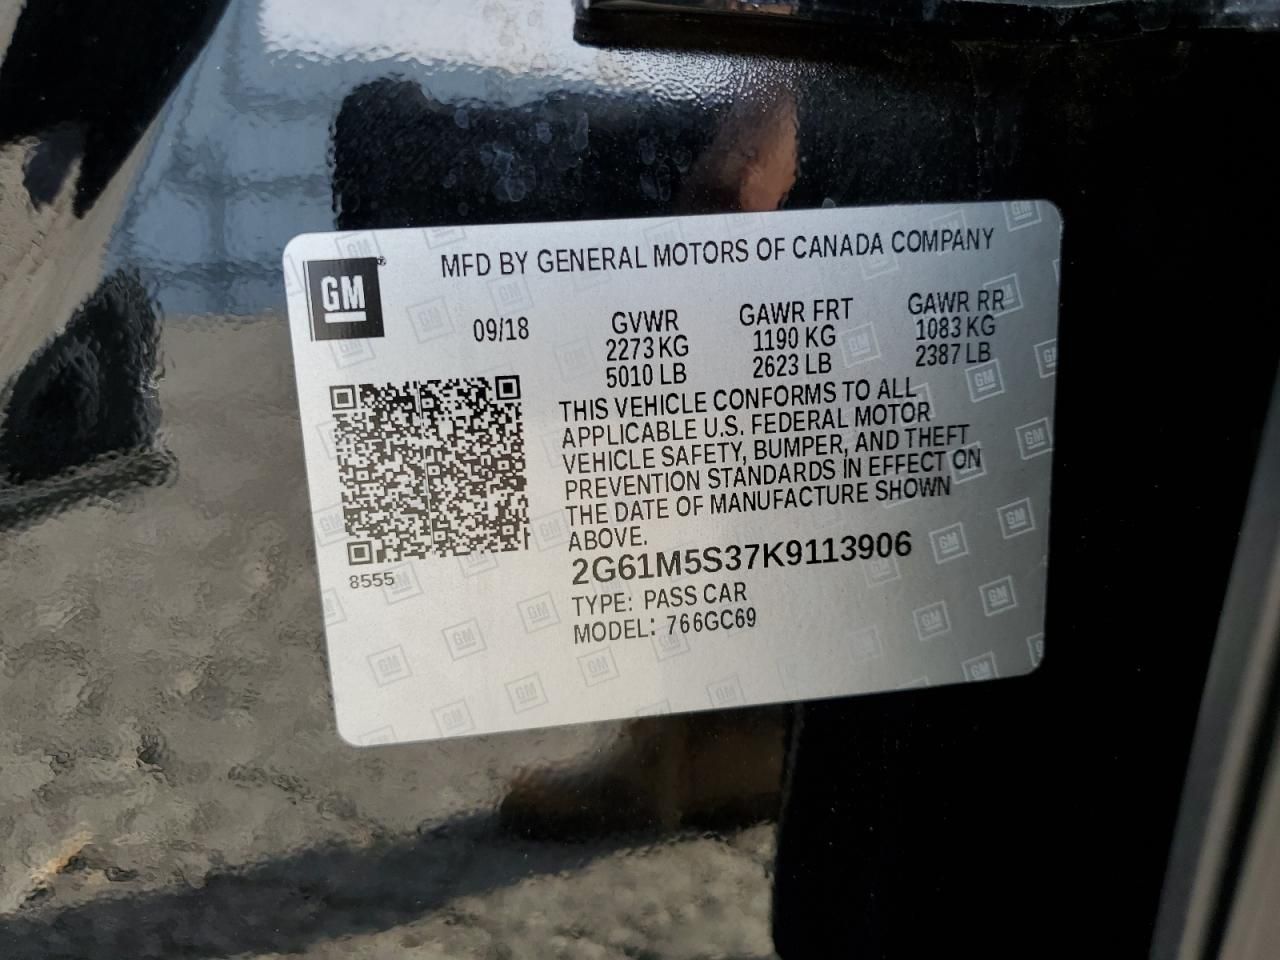 MFD BY GENERAL MOTORS OF CANADA COMPANY
GM®
09/18
GVWR
2273 KG
5010 LB
GAWR FRT
1190 KG
2623 LB
GAWR RR
1083 KG
2387 LB
THIS VEHICLE CONFORMS TO ALL
APPLICABLE U.S. FEDERAL MOTOR
VEHICLE SAFETY, BUMPER, AND THEFT
PREVENTION STANDARDS IN EFFECT ON
THE DATE OF MANUFACTURE SHOWN
ABOVE.
8555
2G61M5S37K9113906
TYPE: PASS CAR
MODEL: 766GC69